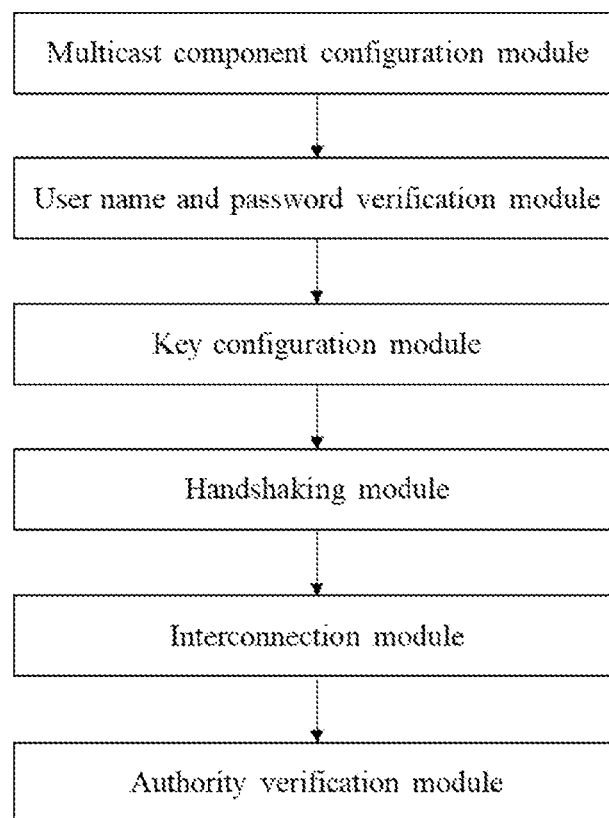 Multicast component configuration module
User name and password verification module
Key configuration module
Handshaking module
Interconnection module
Authority verification module